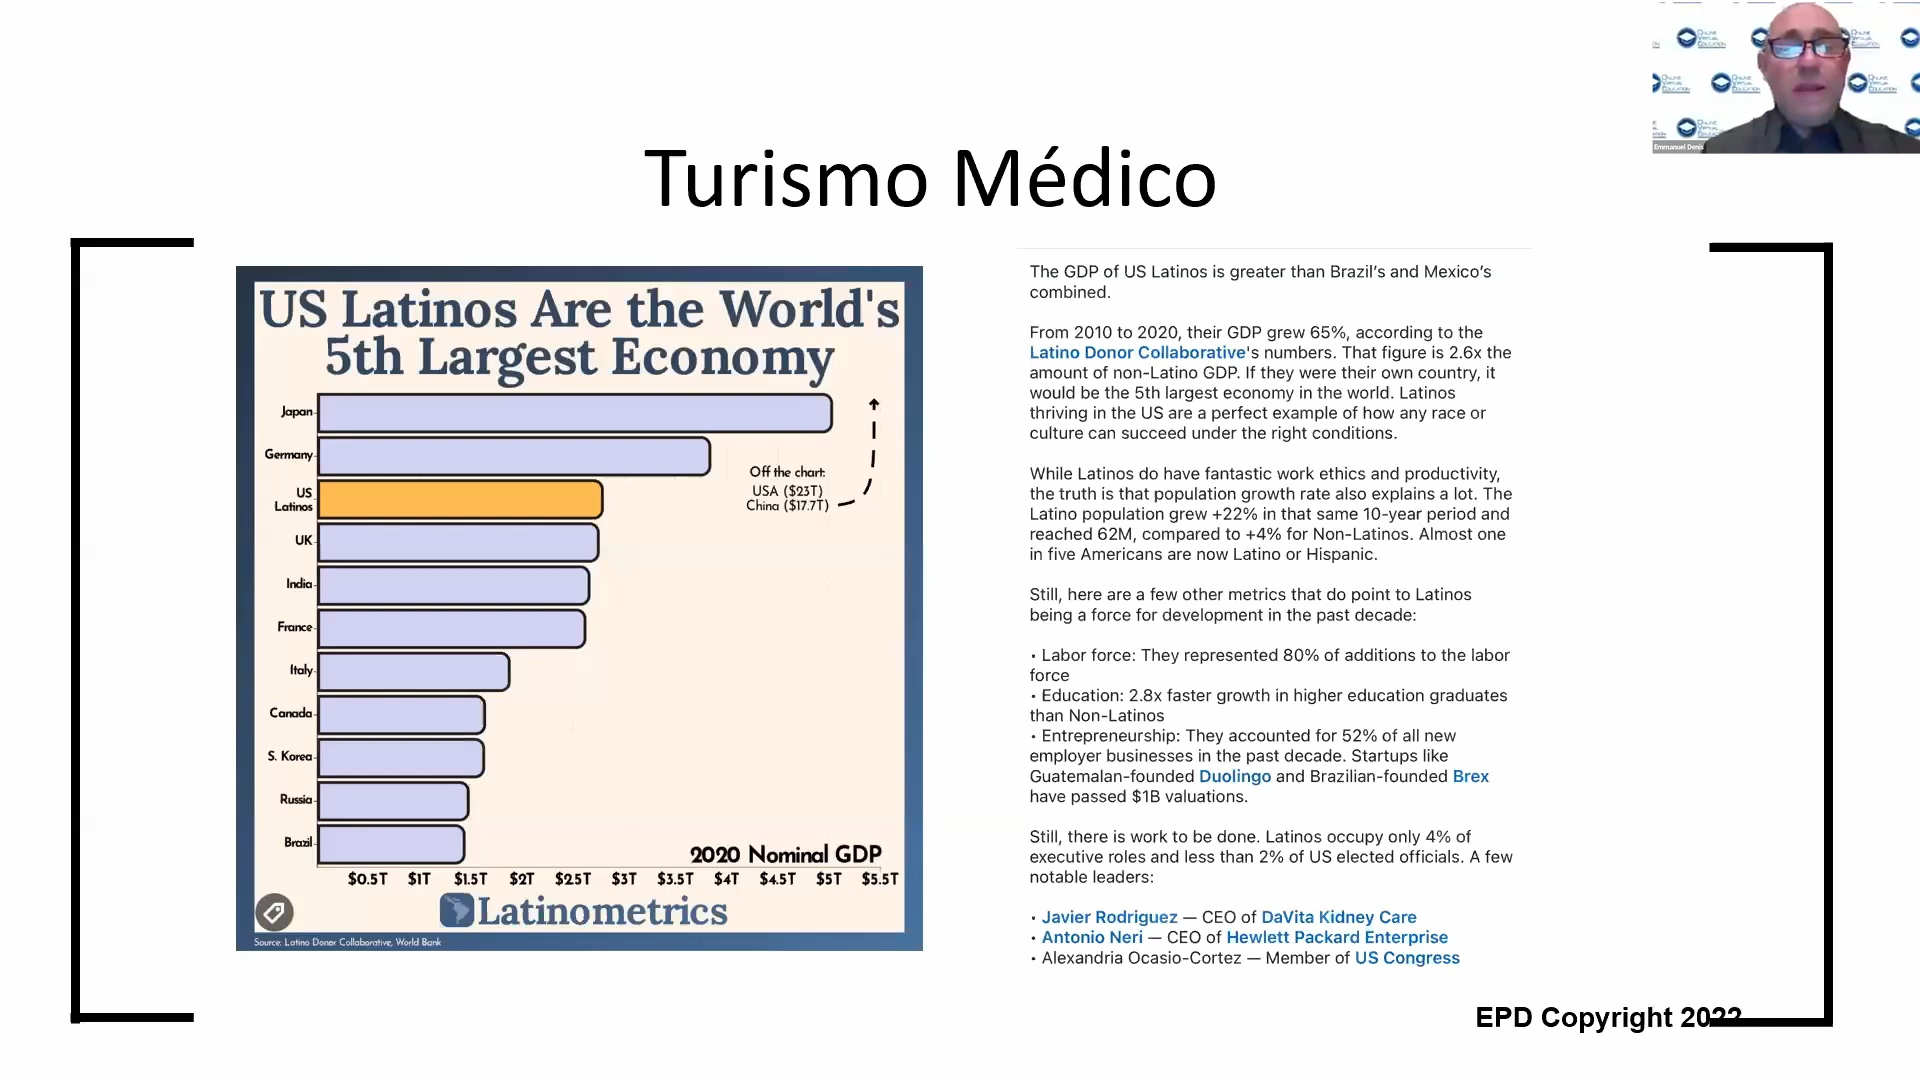 Turismo Médico
US Latinos Are the World's
5th Largest Economy
Japan
Germany
US
Latinos
UK
India
France
Italy
Canada
S. Korea
Russia
Brazil
Off the chart:
USA ($23T)
China ($17.7T)
2020 Nominal GDP
$0.5T $1T $1.5T $2T $2.5T $3T $3.5T $4T $4.5T $5T $5.5T
Latinometrics
Source: Latino Donor Collaborative, World Bank
The GDP of US Latinos is greater than Brazil’s and Mexico’s
combined.
From 2010 to 2020, their GDP grew 65%, according to the
Latino Donor Collaborative's numbers. That figure is 2.6x the
amount of non-Latino GDP. If they were their own country, it
would be the 5th largest economy in the world. Latinos
thriving in the US are a perfect example of how any race or
culture can succeed under the right conditions.
While Latinos do have fantastic work ethics and productivity,
the truth is that population growth rate also explains a lot. The
Latino population grew +22% in that same 10-year period and
reached 62M, compared to +4% for Non-Latinos. Almost one
in five Americans are now Latino or Hispanic.
Still, here are a few other metrics that do point to Latinos
being a force for development in the past decade:
• Labor force: They represented 80% of additions to the labor
force
• Education: 2.8x faster growth in higher education graduates
than Non-Latinos
• Entrepreneurship: They accounted for 52% of all new
employer businesses in the past decade. Startups like
Guatemalan-founded Duolingo and Brazilian-founded Brex
have passed $1B valuations.
Still, there is work to be done. Latinos occupy only 4% of
executive roles and less than 2% of US elected officials. A few
notable leaders:
• Javier Rodriguez — CEO of DaVita Kidney Care
• Antonio Neri — CEO of Hewlett Packard Enterprise
• Alexandria Ocasio-Cortez — Member of US Congress
EPD Copyright 2022
Online
Virtual
Education
Emmanuel Denis